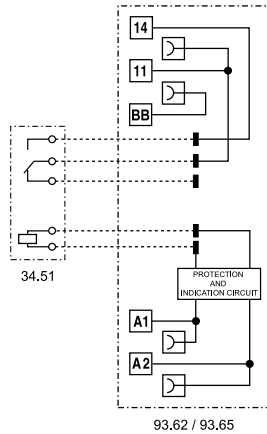 14
11
BB
34.51
PROTECTION
AND
INDICATION CIRCUIT
A1
A2
93.62 / 93.65